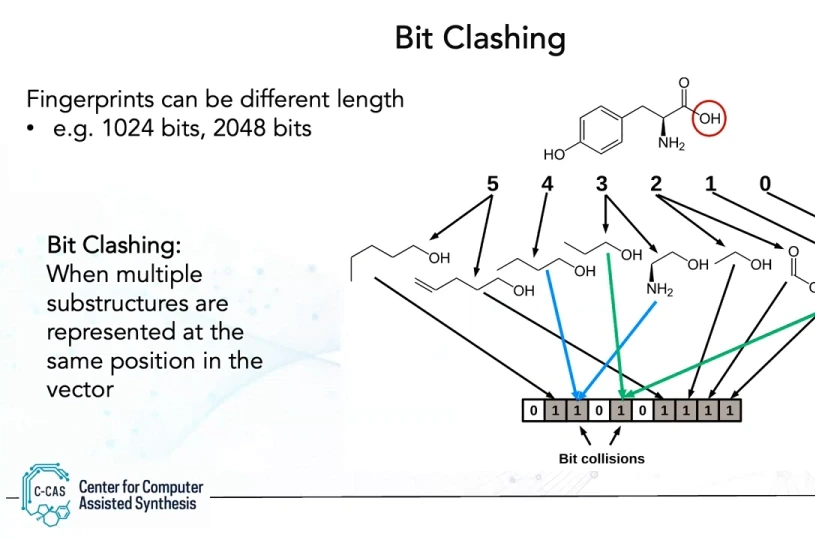 Bit Clashing
Fingerprints can be different length
• e.g. 1024 bits, 2048 bits
O
OH
NH2
HO
5 4 3 2 1 0
Bit Clashing:
When multiple
substructures are
represented at the
same position in the
vector
OH
OH
OH
OH
OH
NH2
OH
O
0 1 1 0 1 0 1 1 1 1
Bit collisions
C-CAS
Center for Computer
Assisted Synthesis